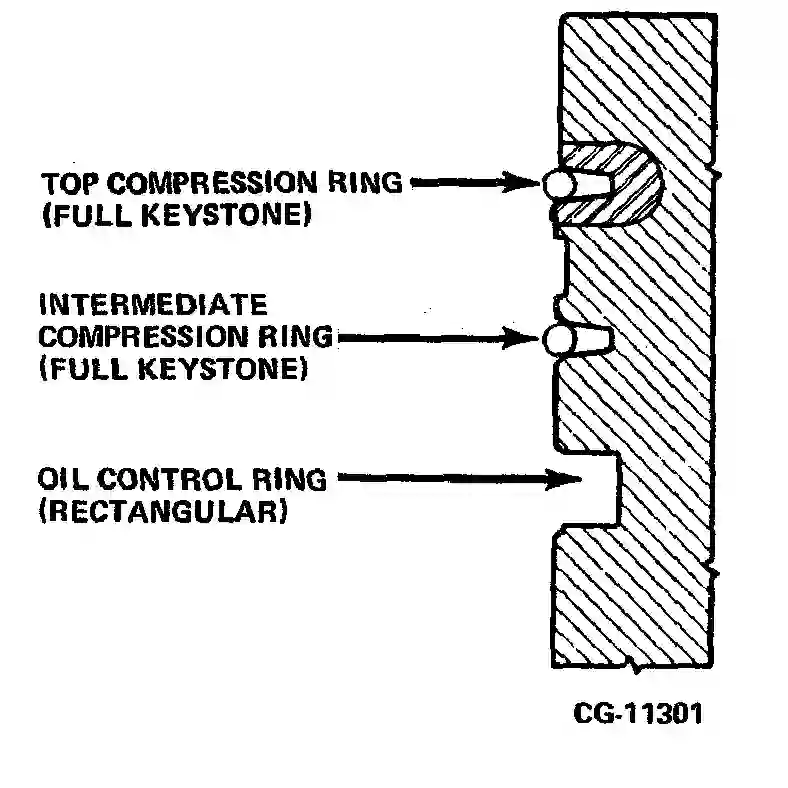 TOP COMPRESSION RING
(FULL KEYSTONE)
INTERMEDIATE
COMPRESSION RING
(FULL KEYSTONE)
OIL CONTROL RING
(RECTANGULAR)
CG-11301